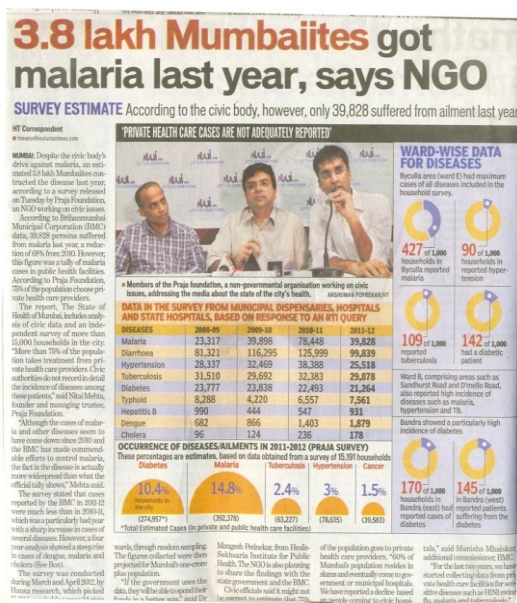 3.8 lakh Mumbaiites got
malaria last year, says NGO
SURVEY ESTIMATE According to the civic body, however, only 39,828 suffered from ailment last year
HT Correspondent
MUMBAI: Despite the civic body's
drive against malaria, an esti-
mated 3.8 lakh Mumbaiites con-
tracted the disease last year,
according to a survey released
on Tuesday by Praja Foundation,
an NGO working on civic issues.
According to Brihanmumbai
Municipal Corporation (BMC)
data, 39,828 persons suffered
from malaria last year, a reduc-
tion of 68% from 2010. However,
this figure was a tally of malaria
cases in public health facilities.
According to Praja Foundation,
75% of the population choose pri-
vate health care providers.
The report, The State of
Health of Mumbai, includes analy-
sis of civic data and an inde-
pendent survey of more than
15,000 households in the city.
"More than 75% of the popula-
tion takes treatment from pri-
vate health care providers. Civic
authorities do not record in detail
the incidence of diseases among
these patients," said Nitai Mehta,
founder and managing trustee,
Praja Foundation.
"Although the cases of malar-
ia and other diseases seem to
have come down since 2010 and
the BMC has made commend-
able efforts to control malaria,
the fact is the disease is actually
more widespread than what the
official tally shows," Mehta said.
The survey stated that cases
reported by the BMC in 2011-12
were much less than in 2010-11,
which was a particularly bad year
with a sharp increase in cases of
several diseases. However, a four
year analysis showed a steep rise
in cases of dengue, malaria and
cholera (See Box).
The survey was conducted
during March and April 2012, by
Hansa research, which picked
'PRIVATE HEALTH CARE CASES ARE NOT ADEQUATELY REPORTED'
Members of the Praja foundation, a non-governmental organisation working on civic
issues, addressing the media about the state of the city's health.
ANSHUMAN POYREKAR/HT
DATA IN THE SURVEY FROM MUNICIPAL DISPENSARIES, HOSPITALS
AND STATE HOSPITALS, BASED ON RESPONSE TO AN RTI QUERY
DISEASES 2008-09 2009-10 2010-11 2011-12
Malaria 23,317 39,898 78,448 39,828
Diarrhoea 81,321 116,295 125,999 99,839
Hypertension 28,337 32,469 38,388 25,518
Tuberculosis 31,510 29,692 32,383 29,878
Diabetes 23,777 23,838 24,933 21,264
Typhoid 8,288 4,220 6,557 7,561
Hepatitis B 990 444 547 931
Dengue 682 866 1,403 1,879
Cholera 96 124 236 178
OCCURRENCE OF DISEASES/AILMENTS IN 2011-2012 (PRAJA SURVEY)
These percentages are estimates, based on data obtained from a survey of 15,191 households
Diabetes Malaria Tuberculosis Hypertension Cancer
10.4% 14.8% 2.4% 3% 1.5%
households in the
city
(274,957*) (392,378) (63,227) (78,635) (39,563)
*Total Estimated Cases (in private and public health care facilities)
WARD-WISE DATA
FOR DISEASES
Byculla area (ward E) had maximum
cases of all diseases included in the
household survey.
427 of 1,000
households in
Byculla reported
malaria
90 of 1,000
households in
reported hyper-
tension
109 of 1,000
reported
tuberculosis
142 of 1,000
had a diabetic
patient
Ward B, comprising areas such as
Sandhurst Road and D'mello Road,
also reported high incidence of
diseases such as malaria,
hypertension and TB.
Bandra showed a particularly high
incidence of diabetes
170 of 1,000
households in
Bandra (east) had
reported cases of
diabetes
145 of 1,000
in Bandra (west)
reported patients
suffering from the
diabetes
wards, through random sampling.
The figures collected were then
projected for Mumbai's one-crore
plus population.
"If the government uses the
data, they will be able to spend their
Mangesh Pednekar, from Healis-
Sekhsaria Institute for Public
Health. The NGO is also planning
to share the findings with the
state government and the BMC.
Civic officials said it might not
of the population goes to private
health care providers. "60% of
Mumbai's population resides in
slums and eventually come to gov-
ernment or municipal hospitals.
We have reported a decline based
tals," said Manisha Mhaiskar,
additional commissioner, BMC.
"For the last two years, we have
started collecting data from pri-
vate health care facilities for sens-